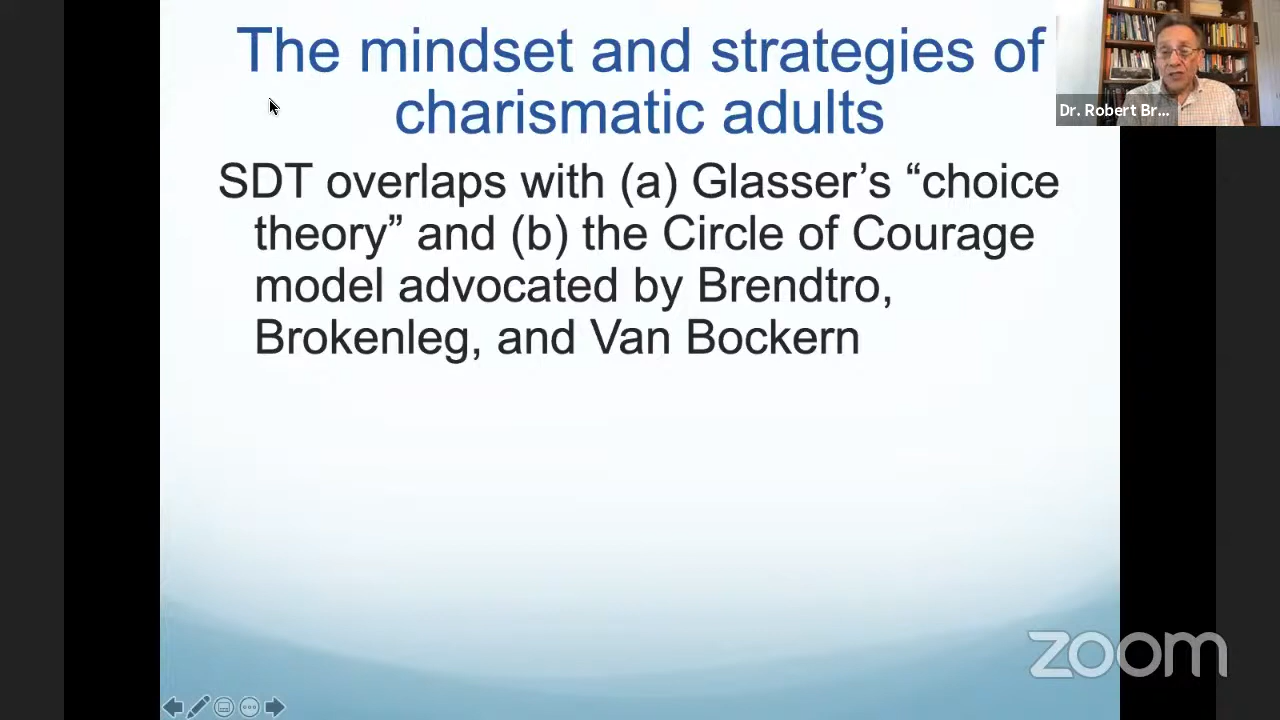 The mindset and strategies of
charismatic adults
SDT overlaps with (a) Glasser’s “choice
theory” and (b) the Circle of Courage
model advocated by Brendtro,
Brokenleg, and Van Bockern
Dr. Robert Br...
zoom